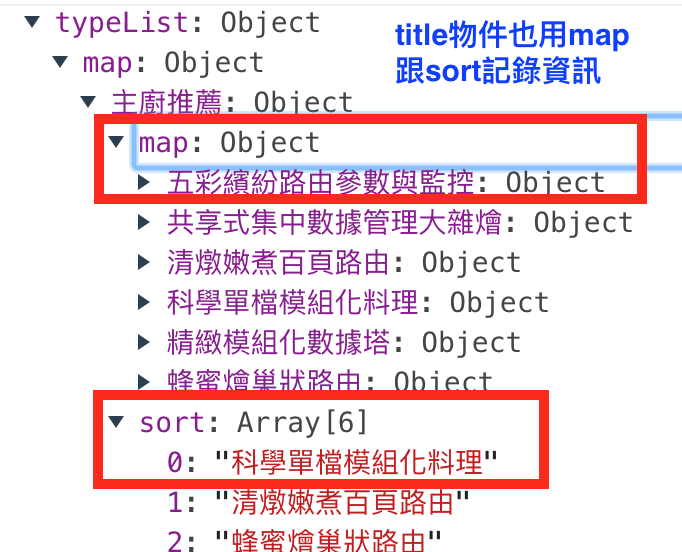 typeList: Object
title物件也用map
跟sort記錄資訊
map: Object
主廚推薦: Object
map: Object
五彩繽紛路由參數與監控: Object
共享式集中數據管理大雜燴: Object
清燉嫩煮百頁路由: Object
科學單檔模組化料理: Object
精緻模組化數據塔: Object
蜂蜜燴巢狀路由: Object
sort: Array[6]
0: "科學單檔模組化料理"
1: "清燉嫩煮百頁路由"
2: "蜂蜜燴巢狀路由"